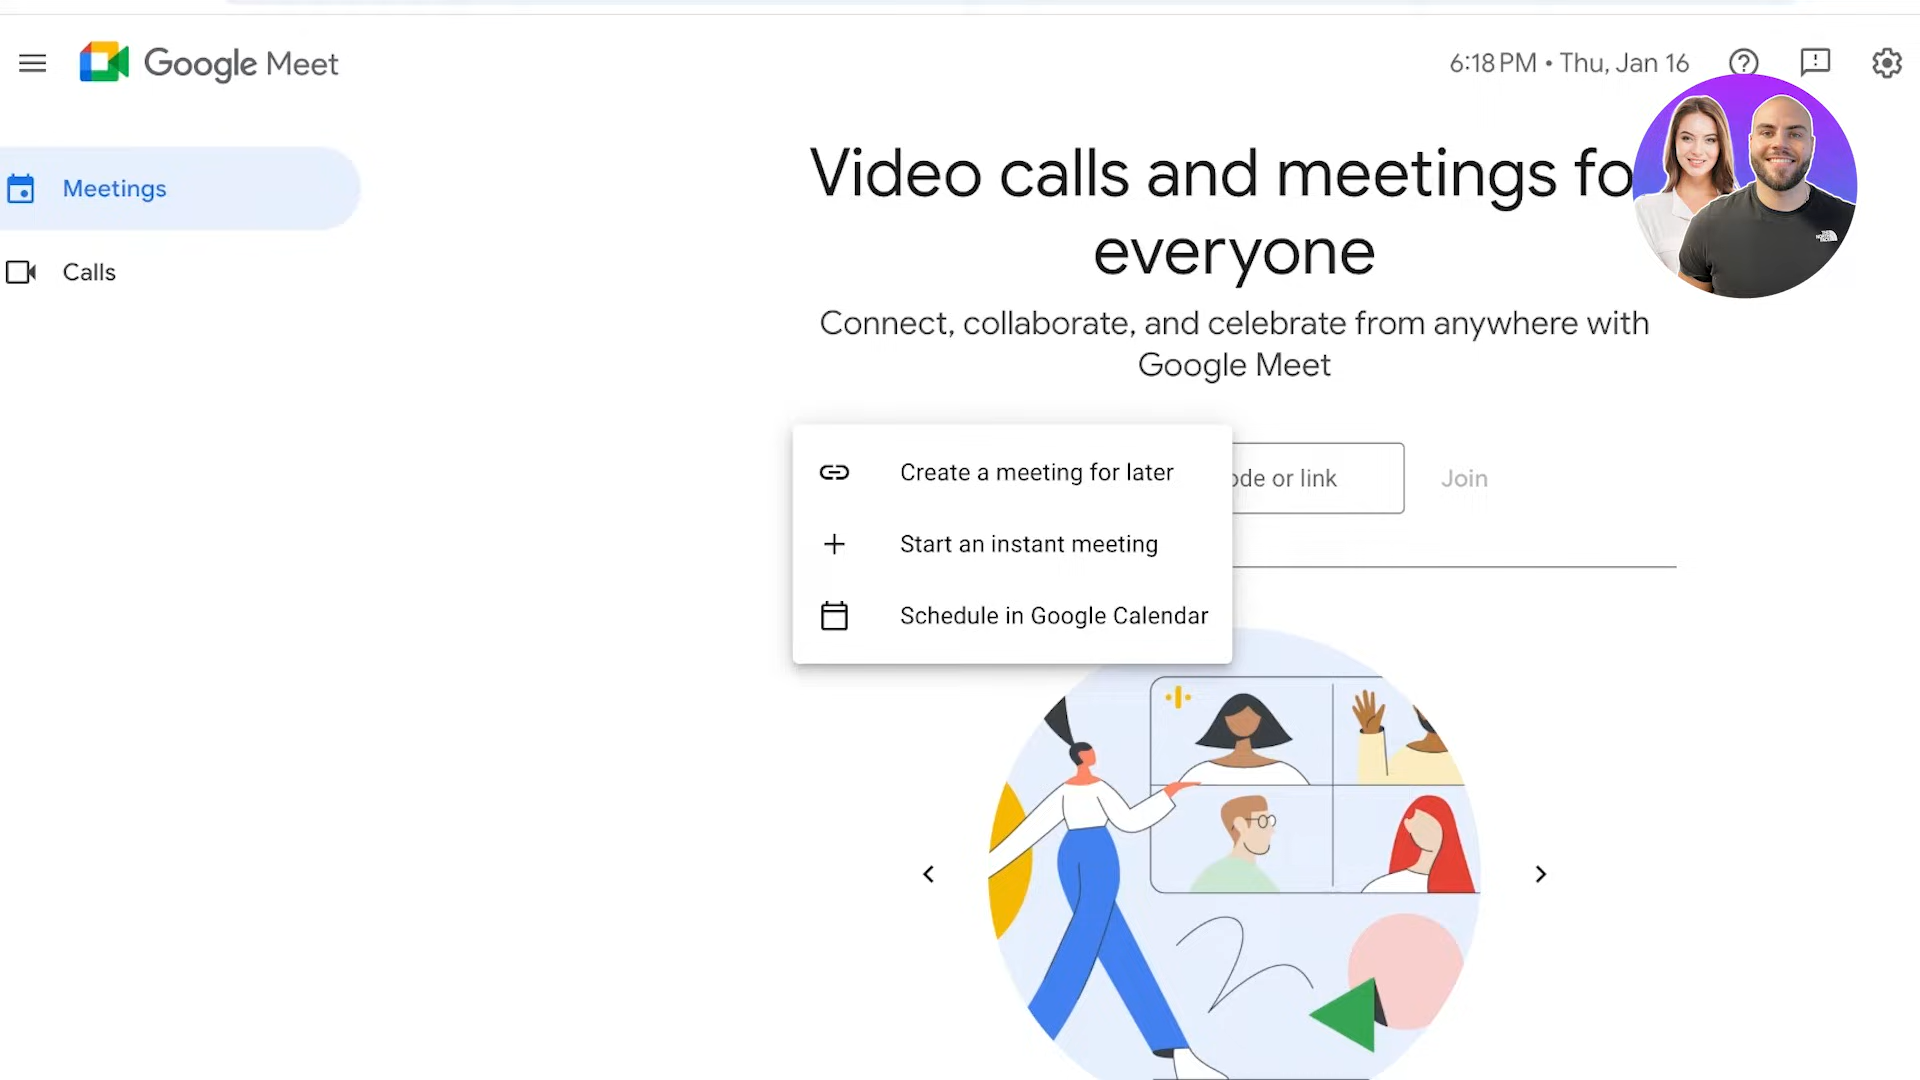 Google Meet
6:18 PM • Thu, Jan 16
Meetings
Calls
Video calls and meetings fo
everyone
Connect, collaborate, and celebrate from anywhere with
Google Meet
Create a meeting for later
ode or link
Join
Start an instant meeting
Schedule in Google Calendar